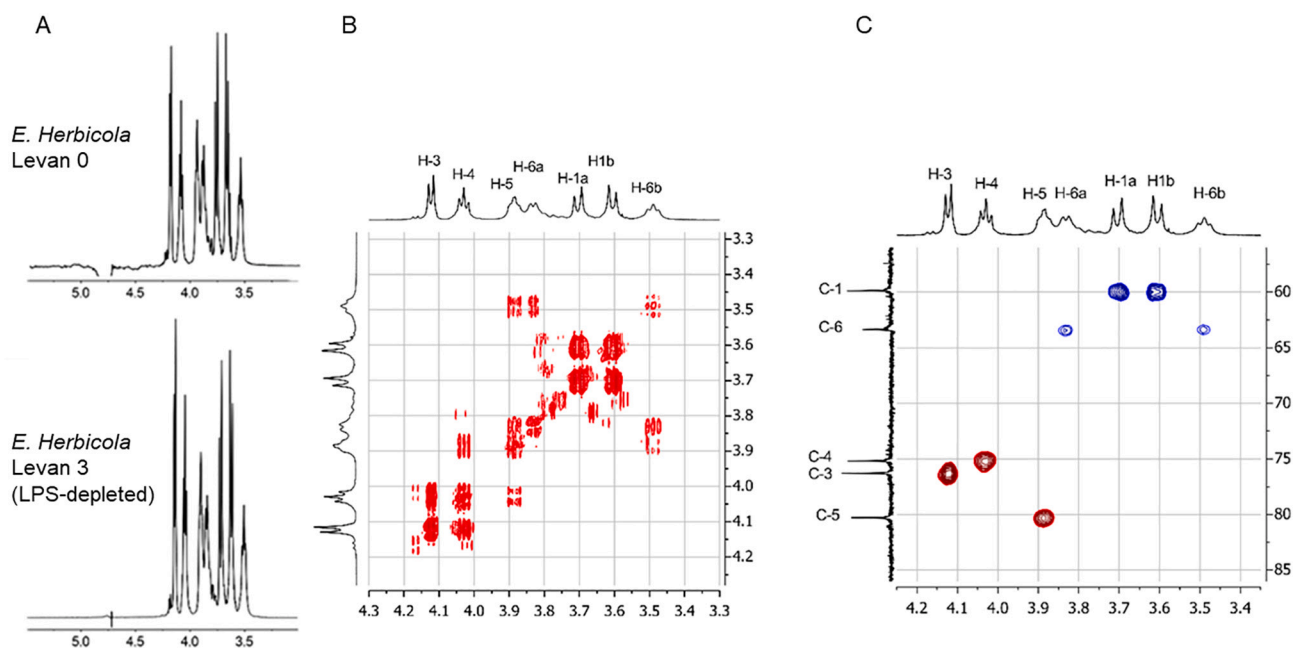 A
E. Herbicola
Levan 0
5.0 4.5 4.0 3.5
E. Herbicola
Levan 3
(LPS-depleted)
5.0 4.5 4.0 3.5
B
H-3
H-4
H-5
H-6a
H-1a
H1b
H-6b
3.3
3.4
3.5
3.6
3.7
3.8
3.9
4.0
4.1
4.2
4.3 4.2 4.1 4.0 3.9 3.8 3.7 3.6 3.5 3.4 3.3
C
H-3
H-4
H-5
H-6a
H-1a
H1b
H-6b
C-1
C-6
C-4
C-3
C-5
60
65
70
75
80
85
4.2 4.1 4.0 3.9 3.8 3.7 3.6 3.5 3.4